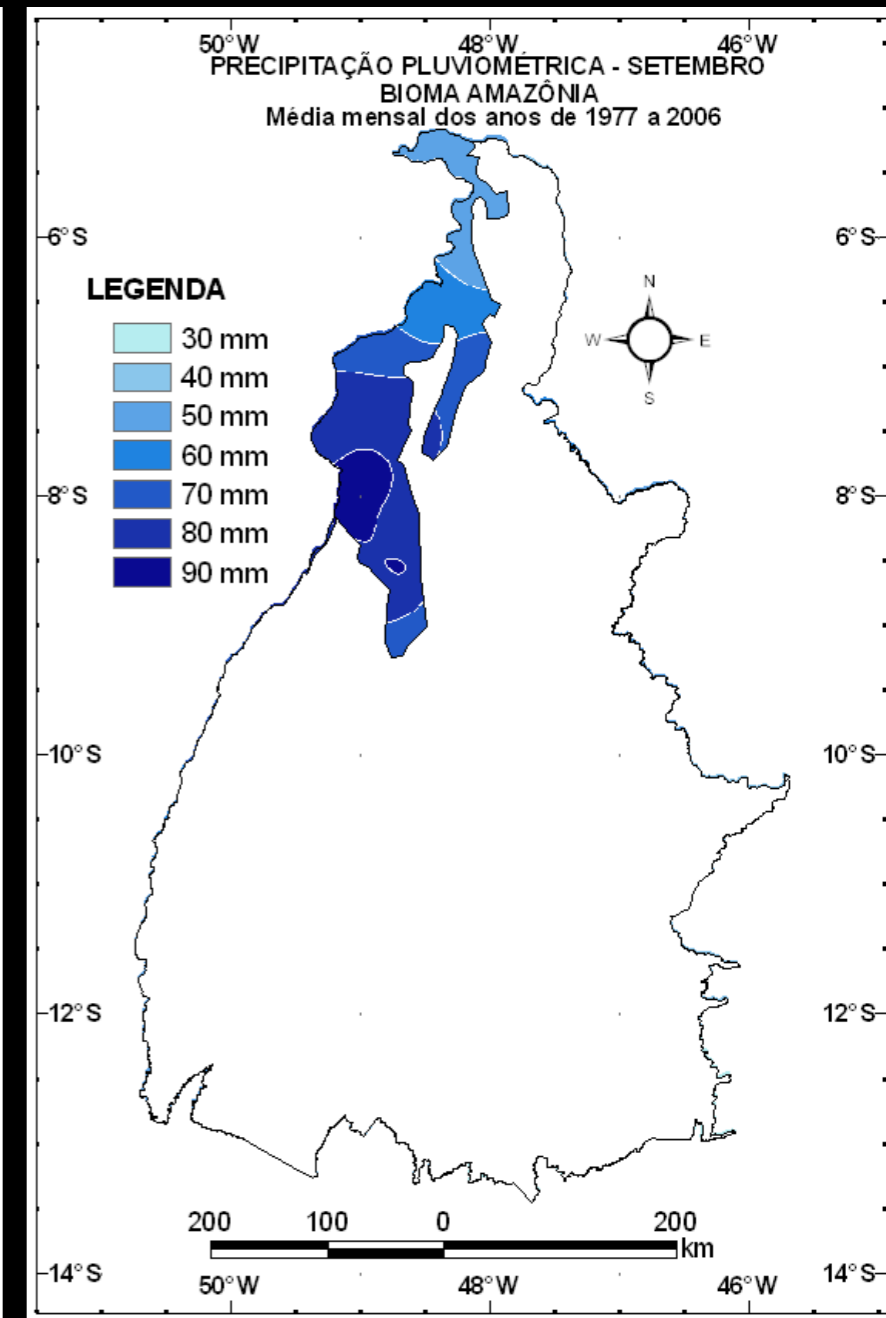 50°W 48°W 46°W
PRECIPITAÇÃO PLUVIOMÉTRICA - SETEMBRO
BIOMA AMAZÔNIA
Média mensal dos anos de 1977 a 2006
6°S 6°S
LEGENDA
30 mm
40 mm
50 mm
60 mm
70 mm
80 mm
90 mm
N
W E
S
8°S 8°S
10°S 10°S
12°S 12°S
200 100 0 200
km
14°S 14°S
50°W 48°W 46°W